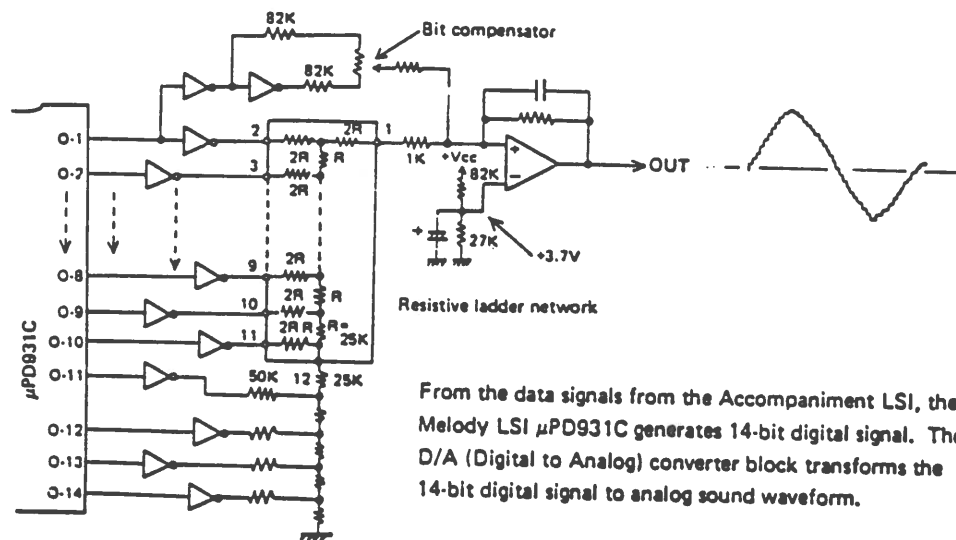 82K
Bit compensator
82K
O-1
2
2R
1
3
2R
R
1K
+Vcc
O-2
2R
82K
OUT
+
−
+
27K
+3.7V
O-8
9
2R
R
O-9
10
2R
Resistive ladder network
R=
25K
O-10
11
2R
R
μPD931C
O-11
50K
12
25K
O-12
O-13
O-14
From the data signals from the Accompaniment LSI, the
Melody LSI μPD931C generates 14-bit digital signal. The
D/A (Digital to Analog) converter block transforms the
14-bit digital signal to analog sound waveform.